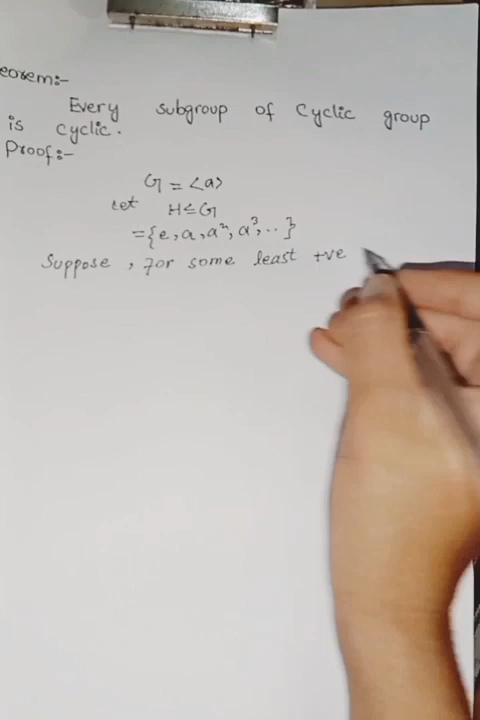 eorem:-
Every subgroup of cyclic group
is cyclic.
Proof:-
G = <a>
Let H ≤ G
= {e, a, a², a³, ..}
Suppose, for some least +ve